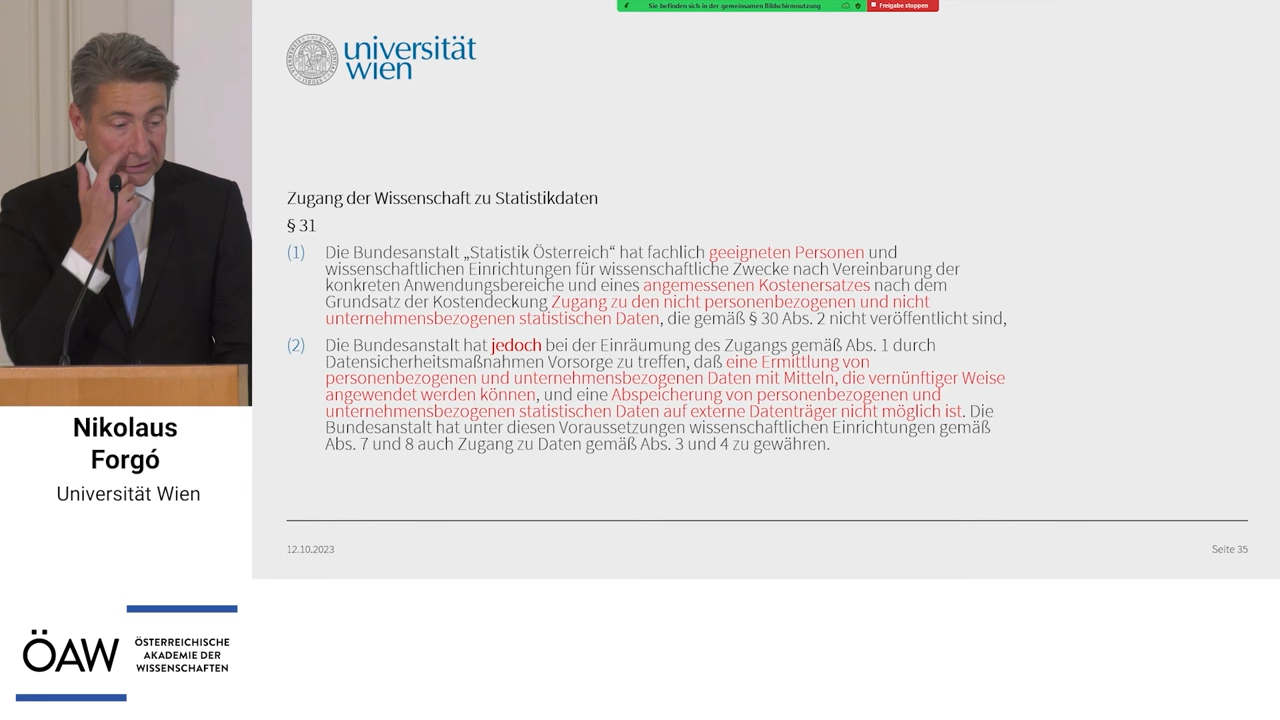 Sie befinden sich in der gemeinsamen Bildschirmnutzung
Freigabe stoppen
universität
wien
Zugang der Wissenschaft zu Statistikdaten
§ 31
(1) Die Bundesanstalt „Statistik Österreich“ hat fachlich geeigneten Personen und
wissenschaftlichen Einrichtungen für wissenschaftliche Zwecke nach Vereinbarung der
konkreten Anwendungsbereiche und eines angemessenen Kostenersatzes nach dem
Grundsatz der Kostendeckung Zugang zu den nicht personenbezogenen und nicht
unternehmensbezogenen statistischen Daten, die gemäß § 30 Abs. 2 nicht veröffentlicht sind,
(2) Die Bundesanstalt hat jedoch bei der Einräumung des Zugangs gemäß Abs. 1 durch
Datensicherheitsmaßnahmen Vorsorge zu treffen, daß eine Ermittlung von
personenbezogenen und unternehmensbezogenen Daten mit Mitteln, die vernünftiger Weise
angewendet werden können, und eine Abspeicherung von personenbezogenen und
unternehmensbezogenen statistischen Daten auf externe Datenträger nicht möglich ist. Die
Bundesanstalt hat unter diesen Voraussetzungen wissenschaftlichen Einrichtungen gemäß
Abs. 7 und 8 auch Zugang zu Daten gemäß Abs. 3 und 4 zu gewähren.
12.10.2023
Seite 35
Nikolaus
Forgó
Universität Wien
ÖAW
ÖSTERREICHISCHE
AKADEMIE DER
WISSENSCHAFTEN